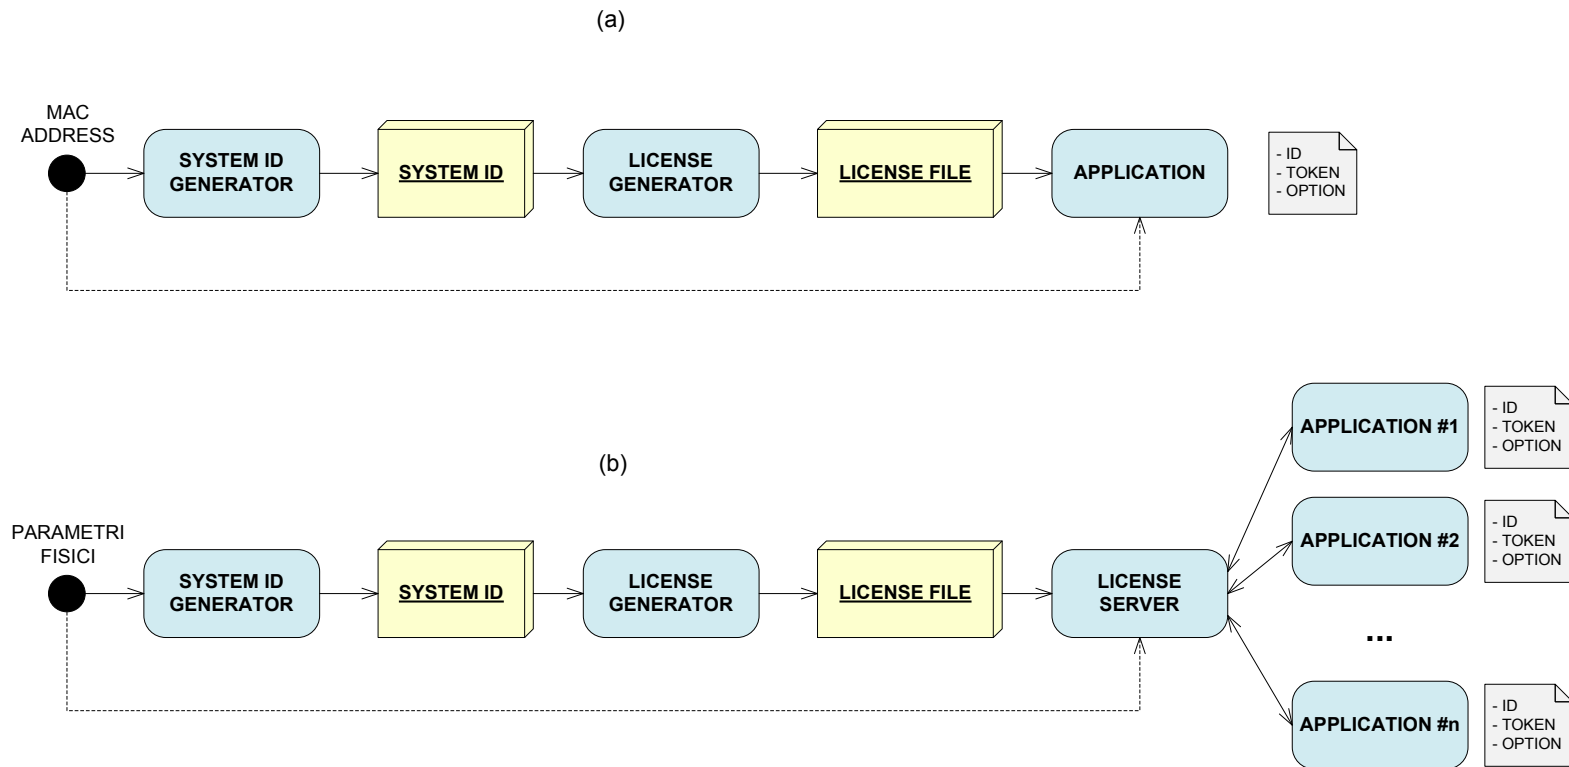 (a)
MAC
ADDRESS
SYSTEM ID
GENERATOR
SYSTEM ID
LICENSE
GENERATOR
LICENSE FILE
APPLICATION
- ID
- TOKEN
- OPTION
(b)
PARAMETRI
FISICI
SYSTEM ID
GENERATOR
SYSTEM ID
LICENSE
GENERATOR
LICENSE FILE
LICENSE
SERVER
APPLICATION #1
- ID
- TOKEN
- OPTION
APPLICATION #2
- ID
- TOKEN
- OPTION
...
APPLICATION #n
- ID
- TOKEN
- OPTION